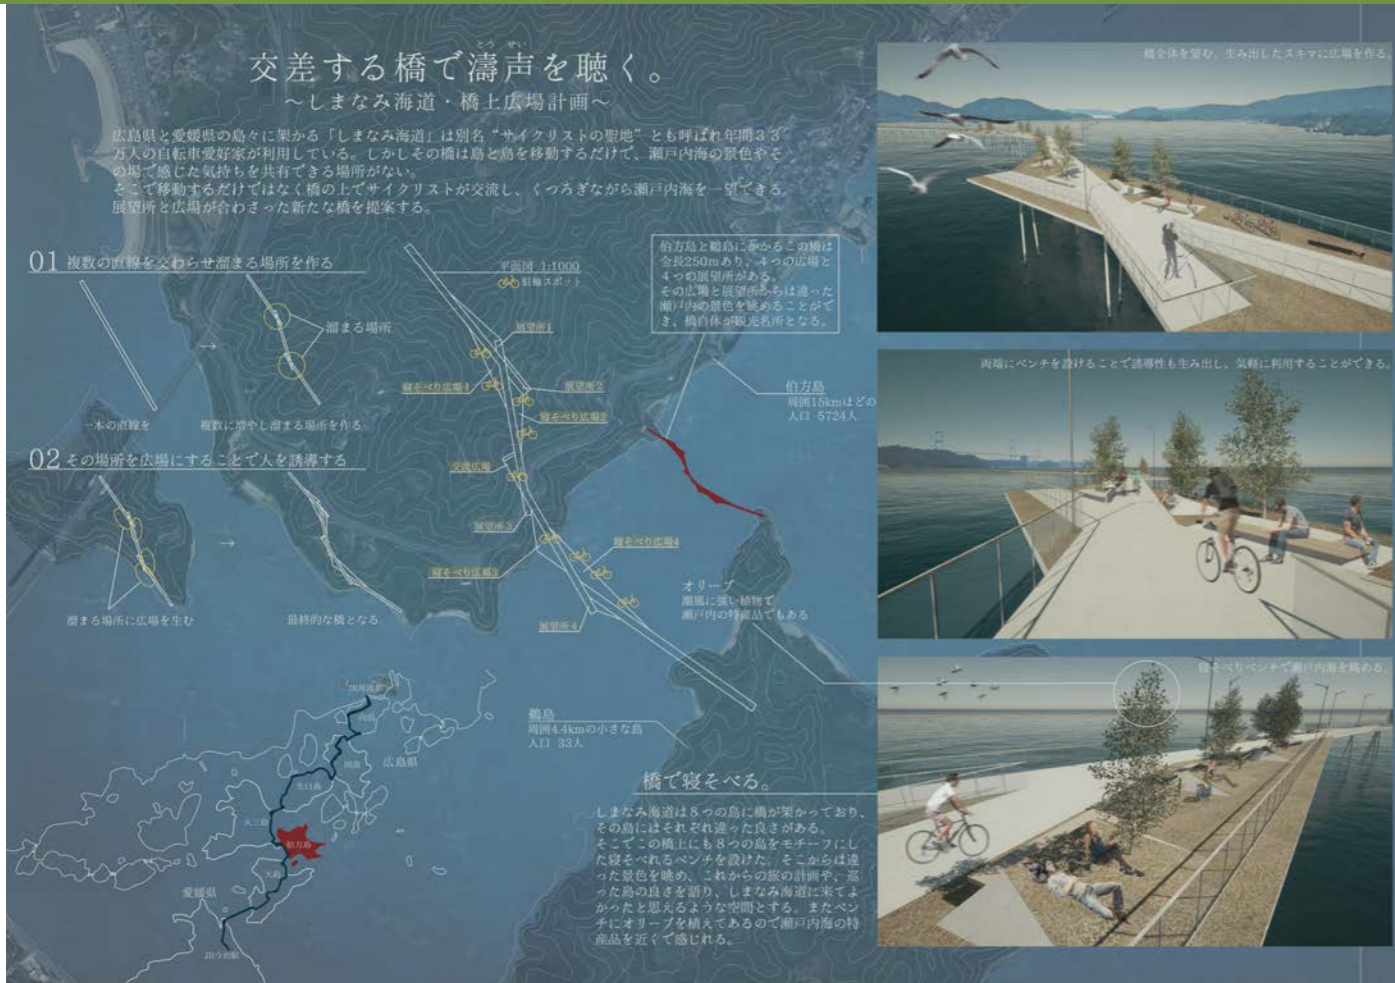 とう せい
交差する橋で濤声を聴く。
～しまなみ海道・橋上広場計画～
広島県と愛媛県の島々に架かる「しまなみ海道」は別名“サイクリストの聖地”とも呼ばれ年間３３
万人の自転車愛好家が利用している。しかしその橋は島と島を移動するだけで、瀬戸内海の景色やそ
の場で感じた気持ちを共有できる場所がない。
そこで移動するだけではなく橋の上でサイクリストが交流し、くつろぎながら瀬戸内海を一望できる
展望所と広場が合わさった新たな橋を提案する。
01 複数の直線を交わらせ溜まる場所を作る
溜まる場所
→
一本の直線を
複数に増やし溜まる場所を作る
02 その場所を広場にすることで人を誘導する
→
溜まる場所に広場を生む
最終的な橋となる
平面図 1:1000
駐輪スポット
展望所1
寝そべり広場1
展望所2
寝そべり広場2
交流広場
展望所3
寝そべり広場3
寝そべり広場4
展望所4
伯方島と鶴島にかかるこの橋は
全長250mあり、４つの広場と
４つの展望所がある。
その広場と展望所からは違った
瀬戸内の景色を眺めることがで
き、橋自体が観光名所となる。
伯方島
周囲15kmほどの
人口 5724人
オリーブ
潮風に強い植物で
瀬戸内の特産品でもある
鶴島
周囲4.4kmの小さな島
人口 33人
JR尾道駅
向島
因島
広島県
生口島
大三島
伯方島
大島
愛媛県
JR今治駅
橋で寝そべる。
しまなみ海道は８つの島に橋が架かっており、
その島にはそれぞれ違った良さがある。
そこでこの橋上にも８つの島をモチーフにし
た寝そべれるベンチを設けた。そこからは違
った景色を眺め、これからの旅の計画や、巡
った島の良さを語り、しまなみ海道に来てよ
かったと思えるような空間とする。またベン
チにオリーブを植えてあるので瀬戸内海の特
産品を近くで感じれる。
橋全体を望む。生み出したスキマに広場を作る。
両端にベンチを設けることで誘導性も生み出し、気軽に利用することができる。
寝そべりベンチで瀬戸内海を眺める。